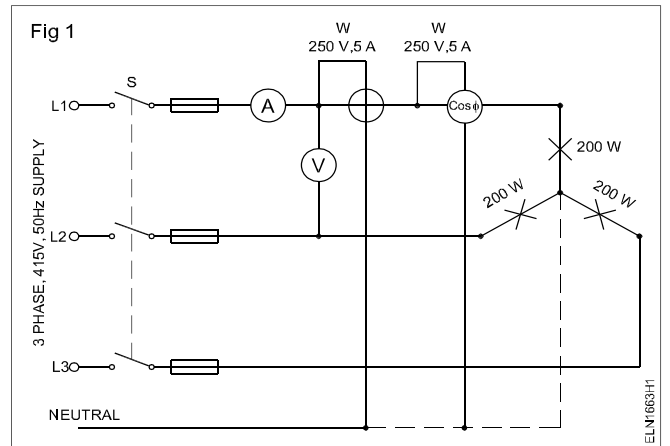 Fig 1
W
250 V,5 A
W
250 V,5 A
S
L1
A
Cosϕ
200 W
V
200 W
200 W
L2
3 PHASE, 415V, 50Hz SUPPLY
L3
NEUTRAL
ELN1663H1